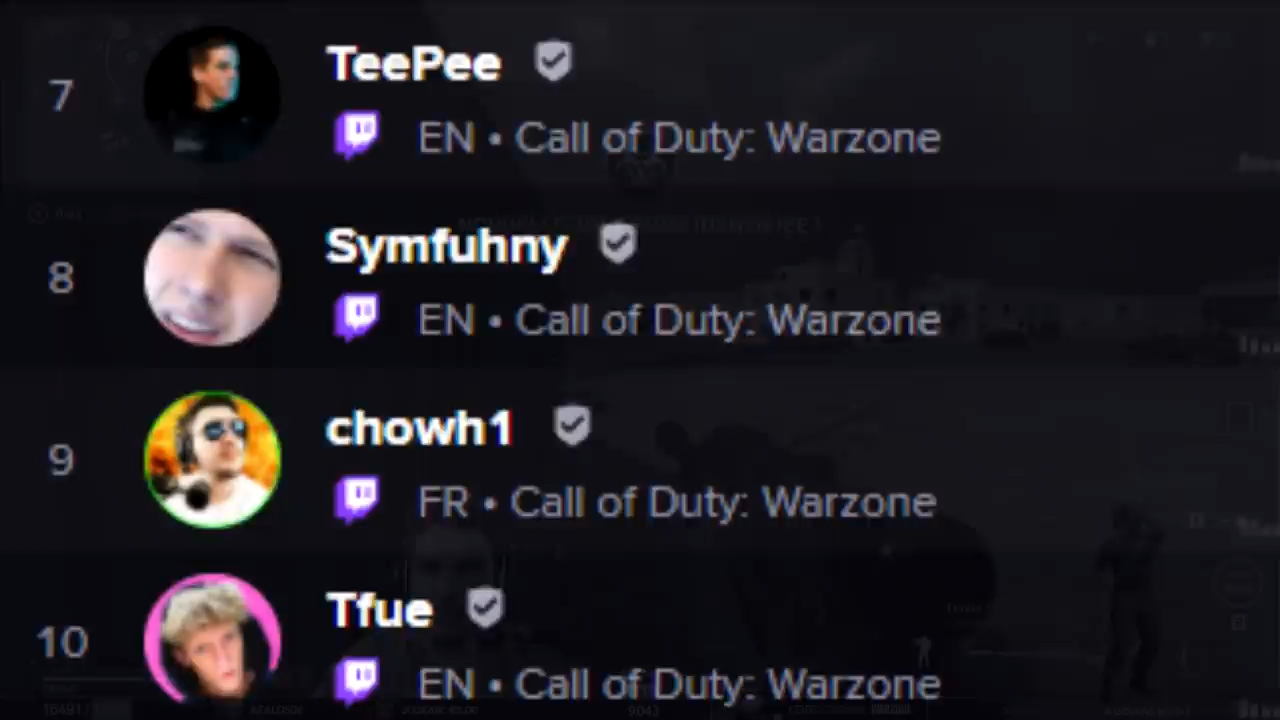 7
TeePee
EN • Call of Duty: Warzone
8
Symfuhny
EN • Call of Duty: Warzone
9
chowh1
FR • Call of Duty: Warzone
10
Tfue
EN • Call of Duty: Warzone
9043